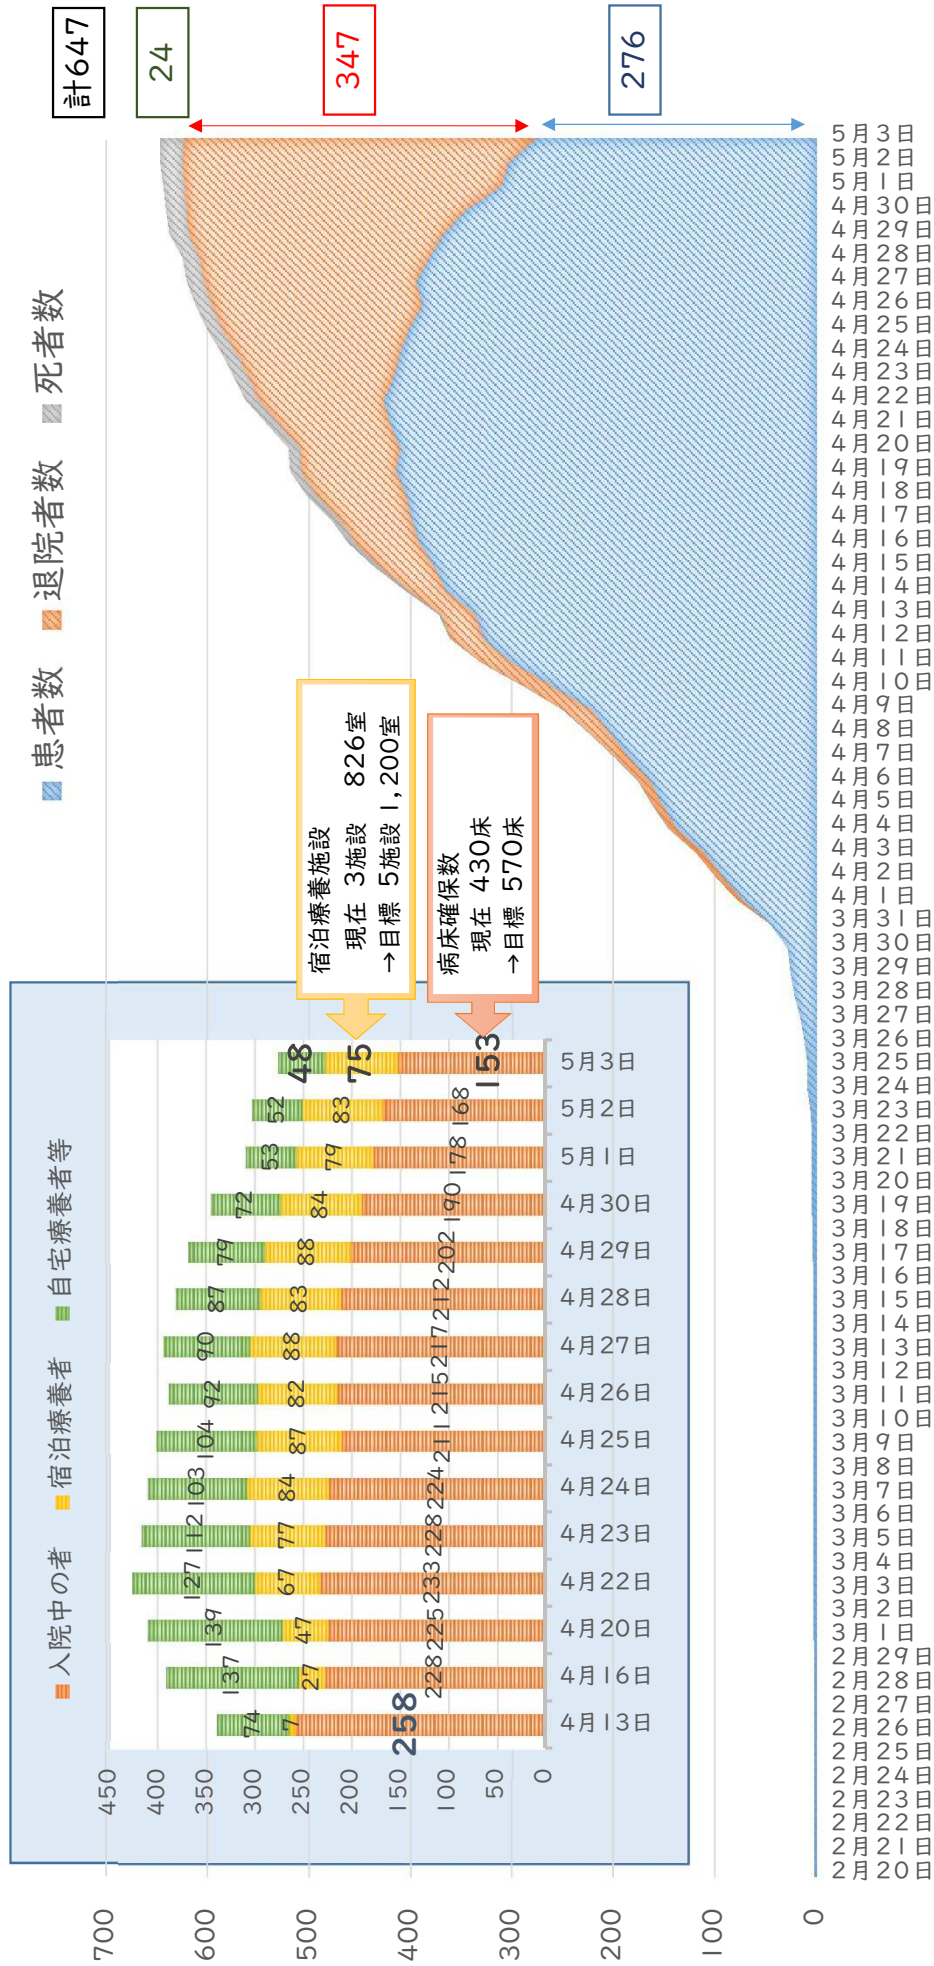 患者数 退院者数 死者数
計647
24
347
276
700
600
500
400
300
200
100
0
入院中の者 宿泊療養者 自宅療養者等
450
400
350
300
250
200
150
100
50
0
74 137 139 127 112 103 104 92 90 87 79 72 53 52 48
7 27 47 67 77 84 87 82 88 83 88 84 79 83 75
258 228 225 233 228 224 211 215 217 212 202 190 178 168 153
4月13日 4月16日 4月20日 4月22日 4月23日 4月24日 4月25日 4月26日 4月27日 4月28日 4月29日 4月30日 5月1日 5月2日 5月3日
宿泊療養施設
現在 3施設 826室
→目標 5施設 1,200室
病床確保数
現在 430床
→目標 570床
2月20日
2月21日
2月22日
2月23日
2月24日
2月25日
2月26日
2月27日
2月28日
2月29日
3月1日
3月2日
3月3日
3月4日
3月5日
3月6日
3月7日
3月8日
3月9日
3月10日
3月11日
3月12日
3月13日
3月14日
3月15日
3月16日
3月17日
3月18日
3月19日
3月20日
3月21日
3月22日
3月23日
3月24日
3月25日
3月26日
3月27日
3月28日
3月29日
3月30日
3月31日
4月1日
4月2日
4月3日
4月4日
4月5日
4月6日
4月7日
4月8日
4月9日
4月10日
4月11日
4月12日
4月13日
4月14日
4月15日
4月16日
4月17日
4月18日
4月19日
4月20日
4月21日
4月22日
4月23日
4月24日
4月25日
4月26日
4月27日
4月28日
4月29日
4月30日
5月1日
5月2日
5月3日